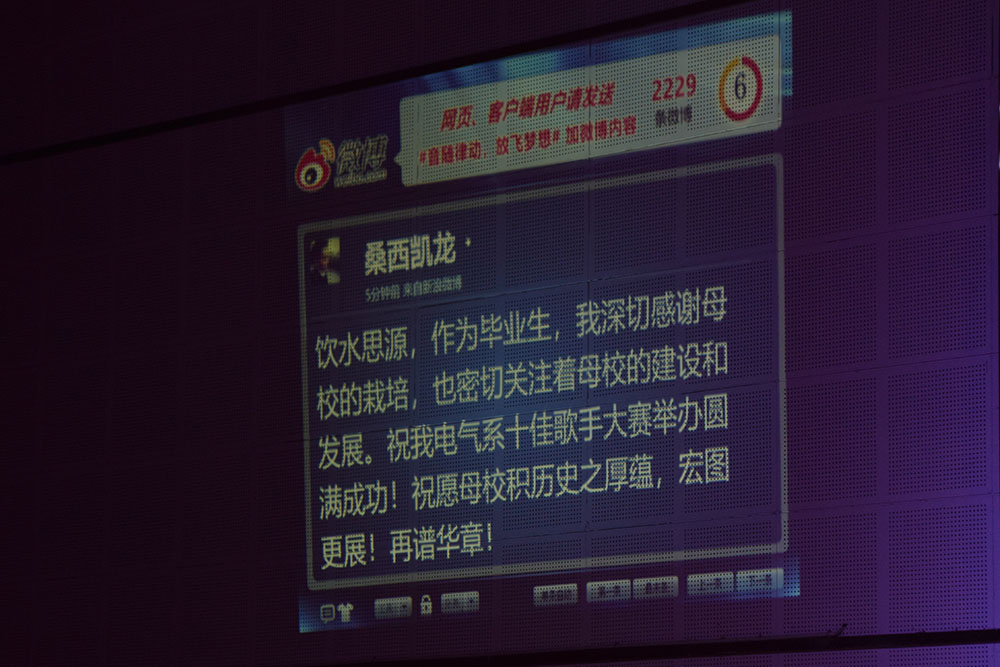 网页、客户端用户请发送
2229
6
#音随律动，放飞梦想# 加微博内容
条微博
微博
桑西凯龙
5分钟前 来自新浪微博
饮水思源，作为毕业生，我深切感谢母
校的栽培，也密切关注着母校的建设和
发展。祝我电气系十佳歌手大赛举办圆
满成功！祝愿母校积历史之厚蕴，宏图
更展！再谱华章！